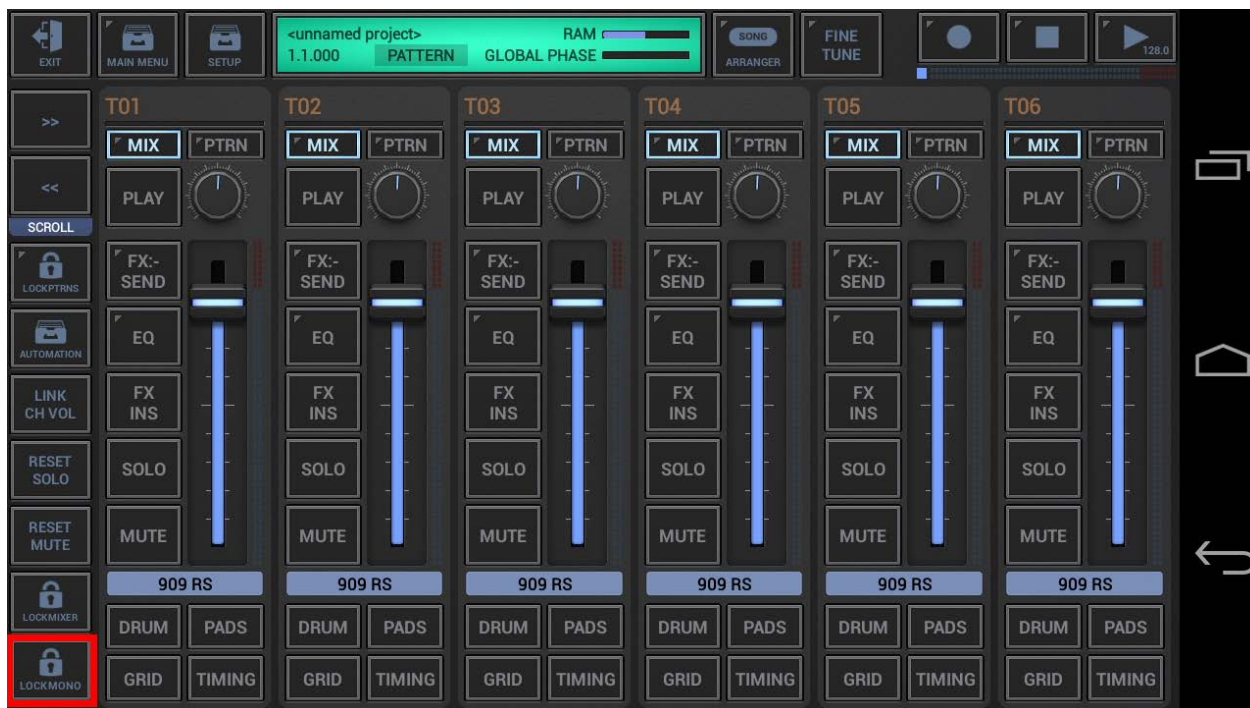 EXIT
MAIN MENU
SETUP
<unnamed project>
RAM
1.1.000
PATTERN
GLOBAL PHASE
SONG
ARRANGER
FINE
TUNE
128.0
>>
<<
SCROLL
LOCKPTRNS
AUTOMATION
LINK
CH VOL
RESET
SOLO
RESET
MUTE
LOCKMIXER
LOCKMONO
T01
MIX
PTRN
PLAY
FX:-
SEND
EQ
FX
INS
SOLO
MUTE
909 RS
DRUM
PADS
GRID
TIMING
T02
MIX
PTRN
PLAY
FX:-
SEND
EQ
FX
INS
SOLO
MUTE
909 RS
DRUM
PADS
GRID
TIMING
T03
MIX
PTRN
PLAY
FX:-
SEND
EQ
FX
INS
SOLO
MUTE
909 RS
DRUM
PADS
GRID
TIMING
T04
MIX
PTRN
PLAY
FX:-
SEND
EQ
FX
INS
SOLO
MUTE
909 RS
DRUM
PADS
GRID
TIMING
T05
MIX
PTRN
PLAY
FX:-
SEND
EQ
FX
INS
SOLO
MUTE
909 RS
DRUM
PADS
GRID
TIMING
T06
MIX
PTRN
PLAY
FX:-
SEND
EQ
FX
INS
SOLO
MUTE
909 RS
DRUM
PADS
GRID
TIMING